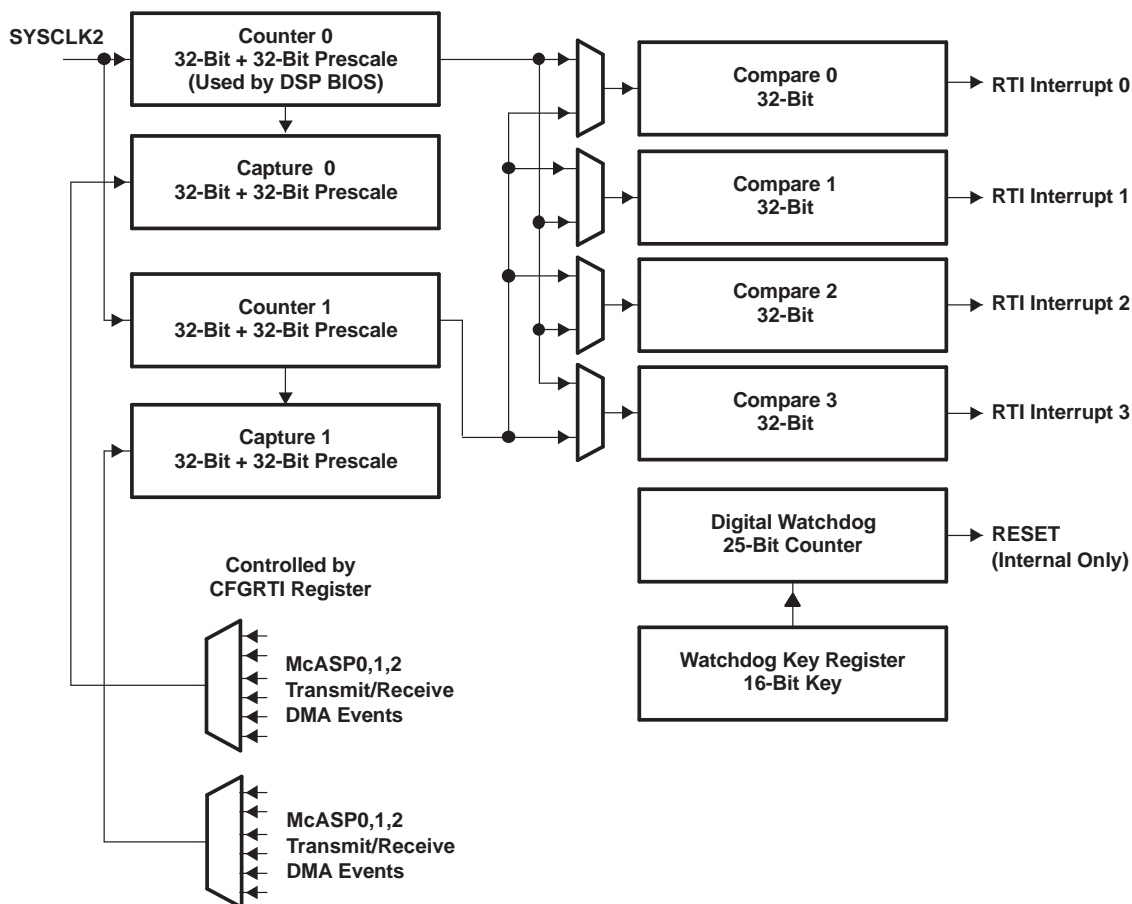 SYSCLK2
Counter 0
32-Bit + 32-Bit Prescale
(Used by DSP BIOS)
Capture 0
32-Bit + 32-Bit Prescale
Counter 1
32-Bit + 32-Bit Prescale
Capture 1
32-Bit + 32-Bit Prescale
Compare 0
32-Bit
RTI Interrupt 0
Compare 1
32-Bit
RTI Interrupt 1
Compare 2
32-Bit
RTI Interrupt 2
Compare 3
32-Bit
RTI Interrupt 3
Digital Watchdog
25-Bit Counter
RESET
(Internal Only)
Watchdog Key Register
16-Bit Key
Controlled by
CFGRTI Register
McASP0,1,2
Transmit/Receive
DMA Events
McASP0,1,2
Transmit/Receive
DMA Events